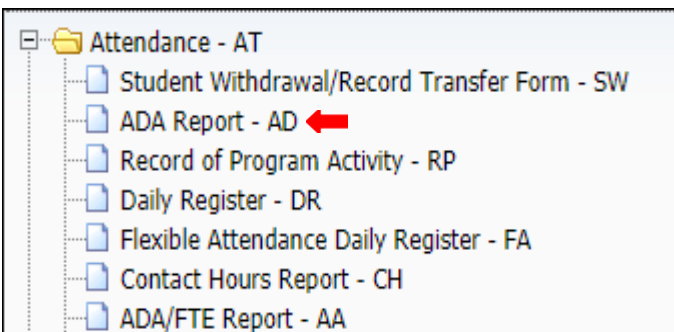 Attendance - AT
Student Withdrawal/Record Transfer Form - SW
ADA Report - AD
Record of Program Activity - RP
Daily Register - DR
Flexible Attendance Daily Register - FA
Contact Hours Report - CH
ADA/FTE Report - AA